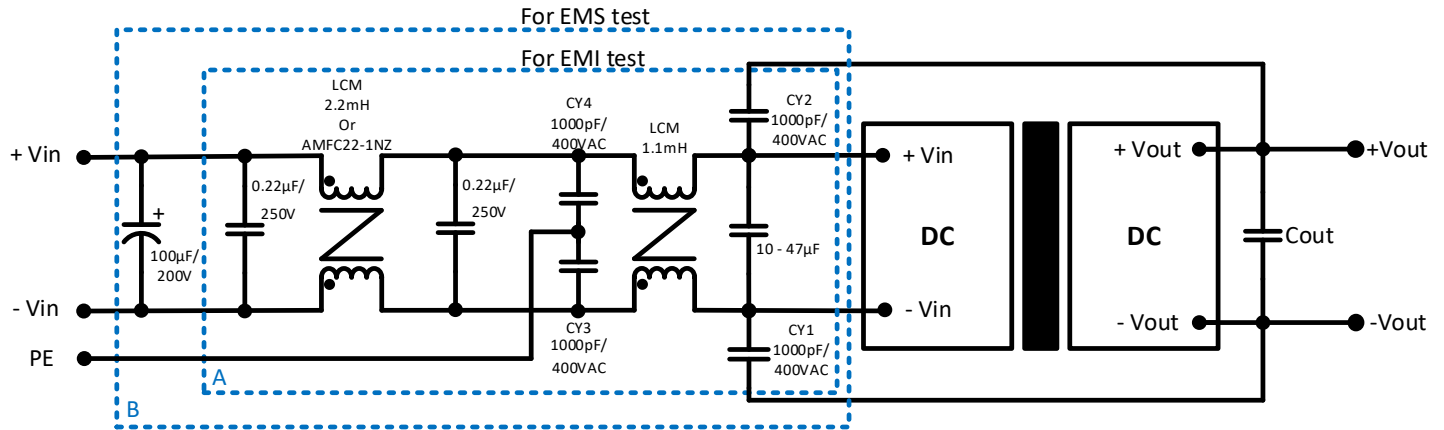 For EMS test
For EMI test
LCM
2.2mH
Or
AMFC22-1NZ
CY4
1000pF/
400VAC
LCM
1.1mH
CY2
1000pF/
400VAC
+ Vin
0.22µF/
250V
0.22µF/
250V
+
100µF/
200V
10 - 47µF
+ Vin
DC
- Vin
+ Vout
DC
- Vout
+Vout
Cout
-Vout
- Vin
PE
CY3
1000pF/
400VAC
CY1
1000pF/
400VAC
A
B